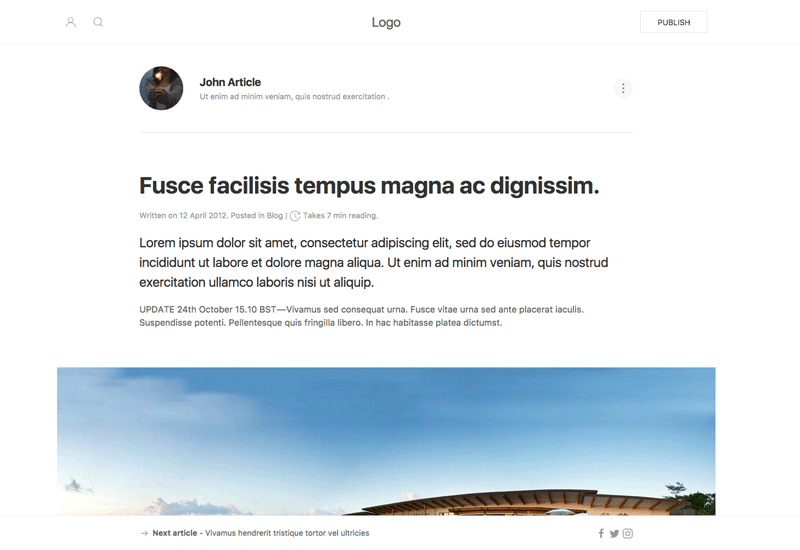 Logo
PUBLISH
John Article
Ut enim ad minim veniam, quis nostrud exercitation .
Fusce facilisis tempus magna ac dignissim.
Written on 12 April 2012. Posted in Blog | Takes 7 min reading.
Lorem ipsum dolor sit amet, consectetur adipiscing elit, sed do eiusmod tempor
incididunt ut labore et dolore magna aliqua. Ut enim ad minim veniam, quis nostrud
exercitation ullamco laboris nisi ut aliquip.
UPDATE 24th October 15.10 BST—Vivamus sed consequat urna. Fusce vitae urna sed ante placerat iaculis.
Suspendisse potenti. Pellentesque quis fringilla libero. In hac habitasse platea dictumst.
Next article - Vivamus hendrerit tristique tortor vel ultricies